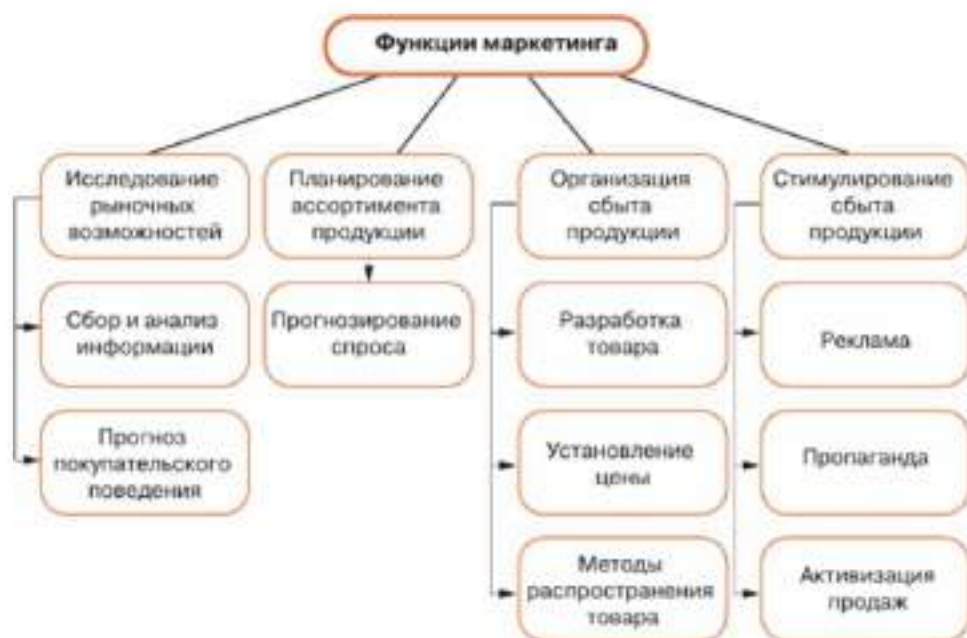 Функции маркетинга
Исследование
рыночных
возможностей
Планирование
ассортимента
продукции
Организация
сбыта
продукции
Стимулирование
сбыта
продукции
Сбор и анализ
информации
Прогнозирование
спроса
Разработка
товара
Реклама
Прогноз
покупательского
поведения
Установление
цены
Пропаганда
Методы
распространения
товара
Активизация
продаж